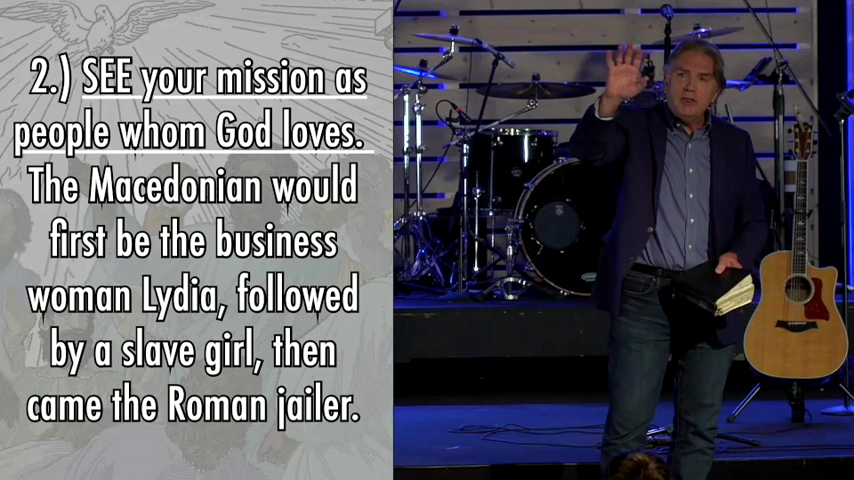 2.) SEE your mission as
people whom God loves.
The Macedonian would
first be the business
woman Lydia, followed
by a slave girl, then
came the Roman jailer.